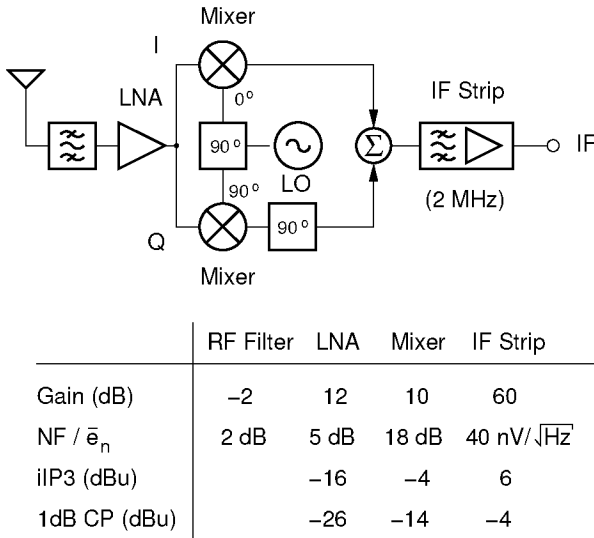 Mixer
I
LNA
0°
IF Strip
90°
Σ
IF
LO
90°
(2 MHz)
90°
Q
Mixer
RF Filter LNA Mixer IF Strip
Gain (dB) −2 12 10 60
NF / ēn 2 dB 5 dB 18 dB 40 nV/√Hz
iIP3 (dBu) −16 −4 6
1dB CP (dBu) −26 −14 −4